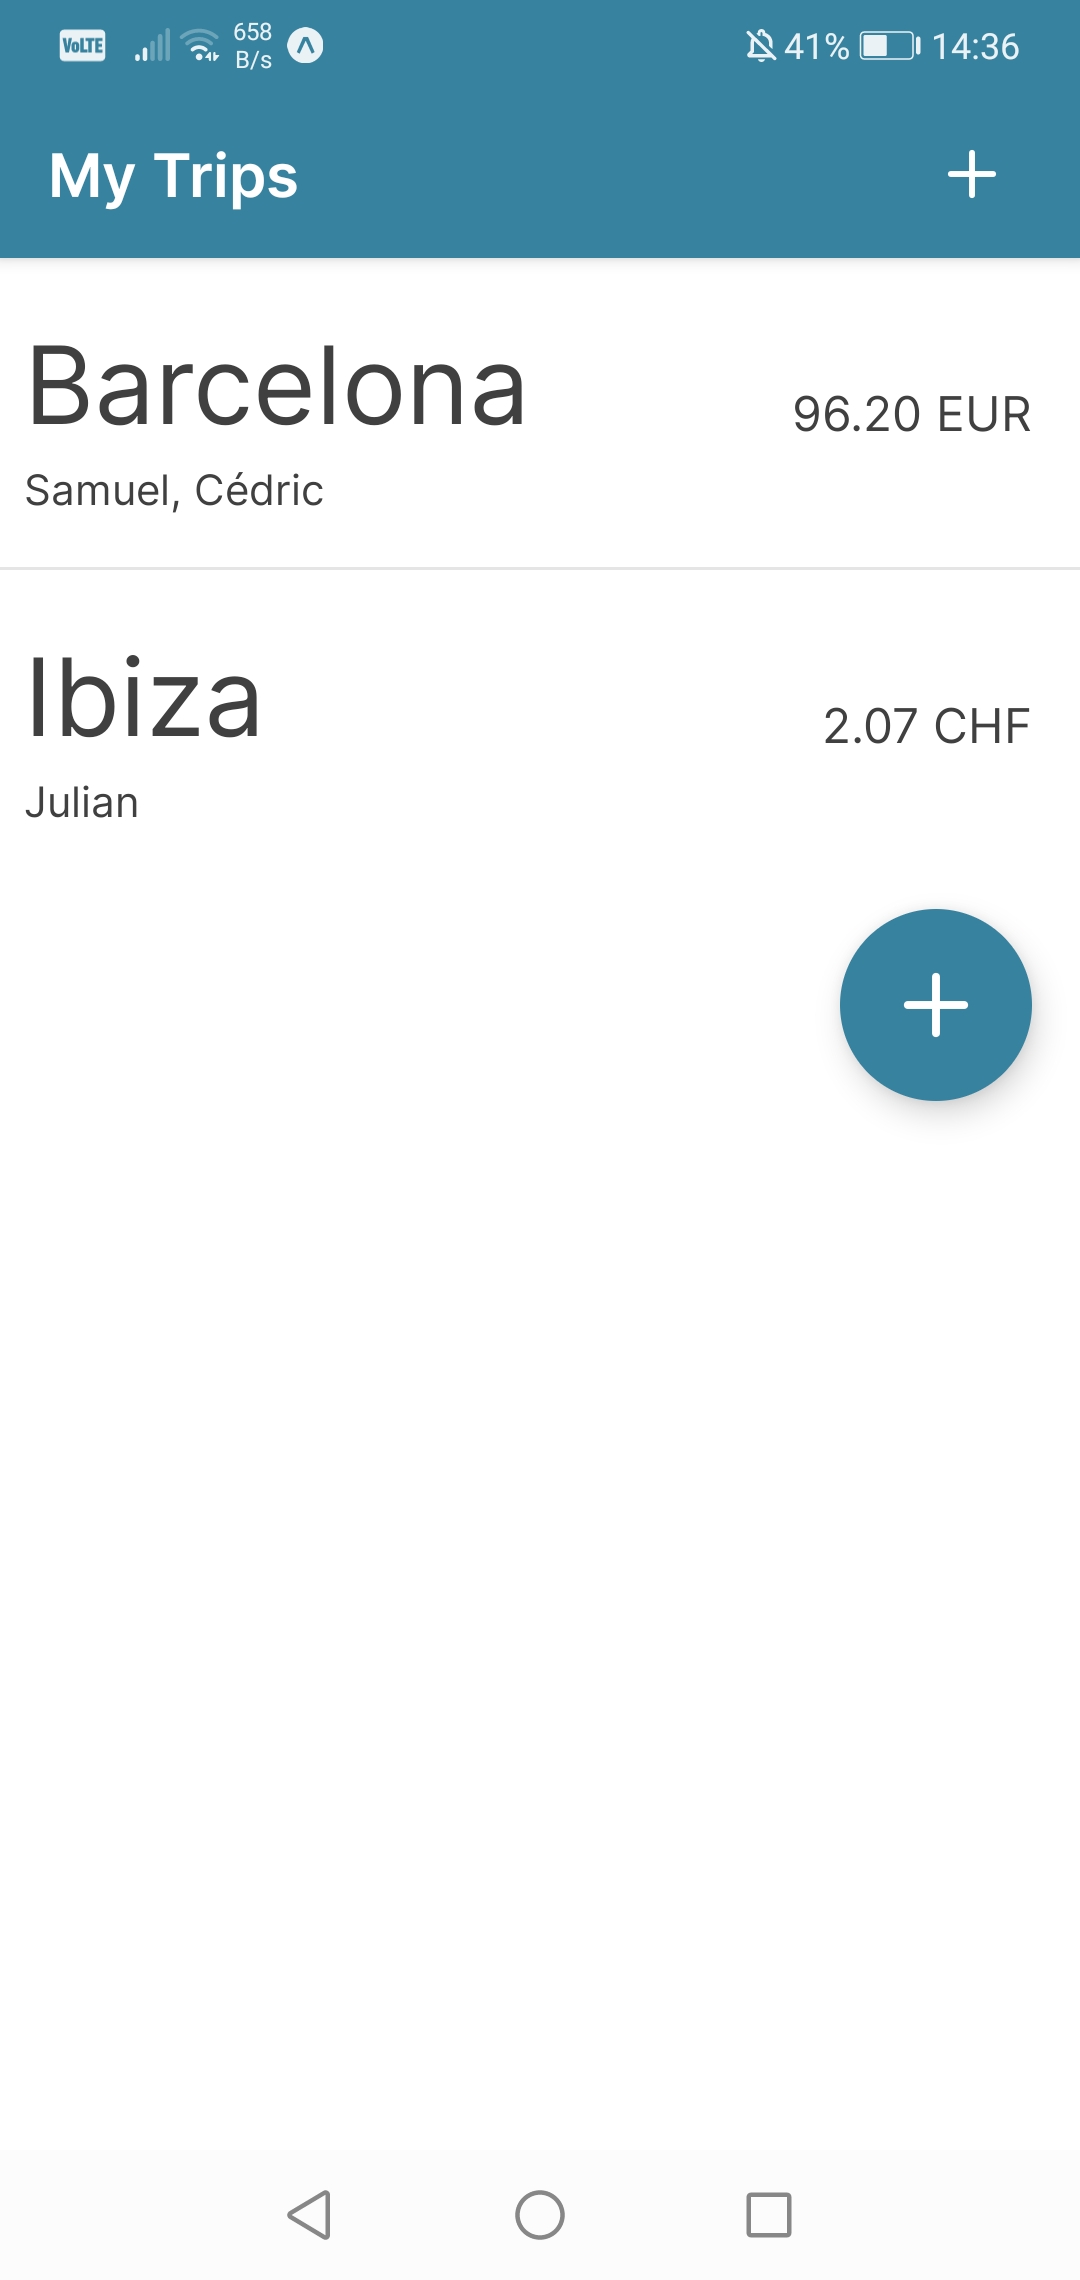 VoLTE 658 B/s 41% 14:36
My Trips
Barcelona
96.20 EUR
Samuel, Cédric
Ibiza
2.07 CHF
Julian